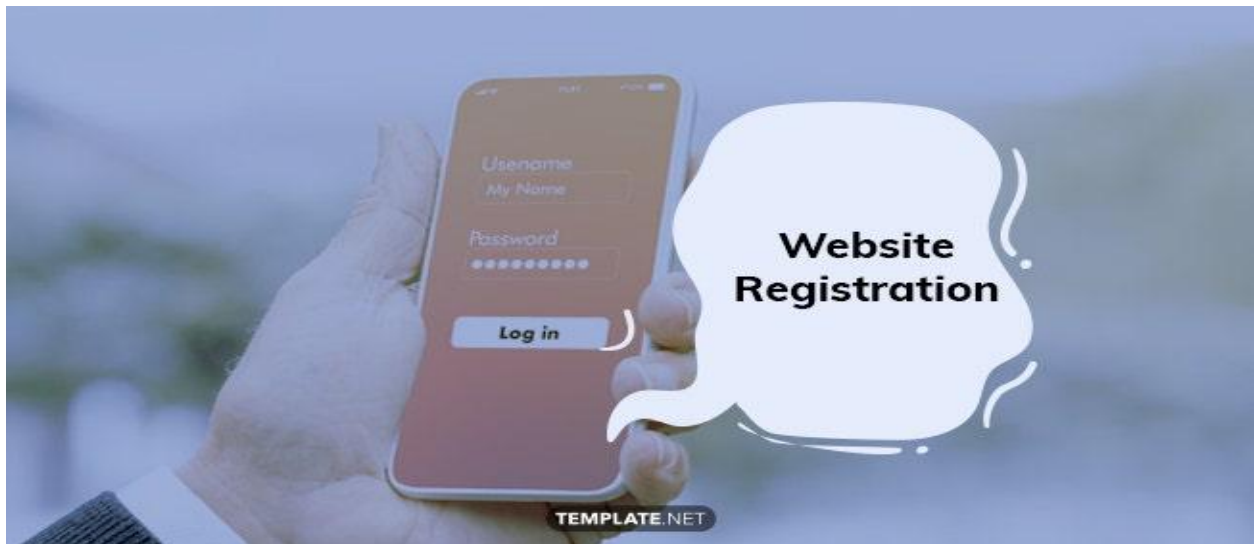 Usename
My Name
Password
Log in
Website
Registration
TEMPLATE.NET